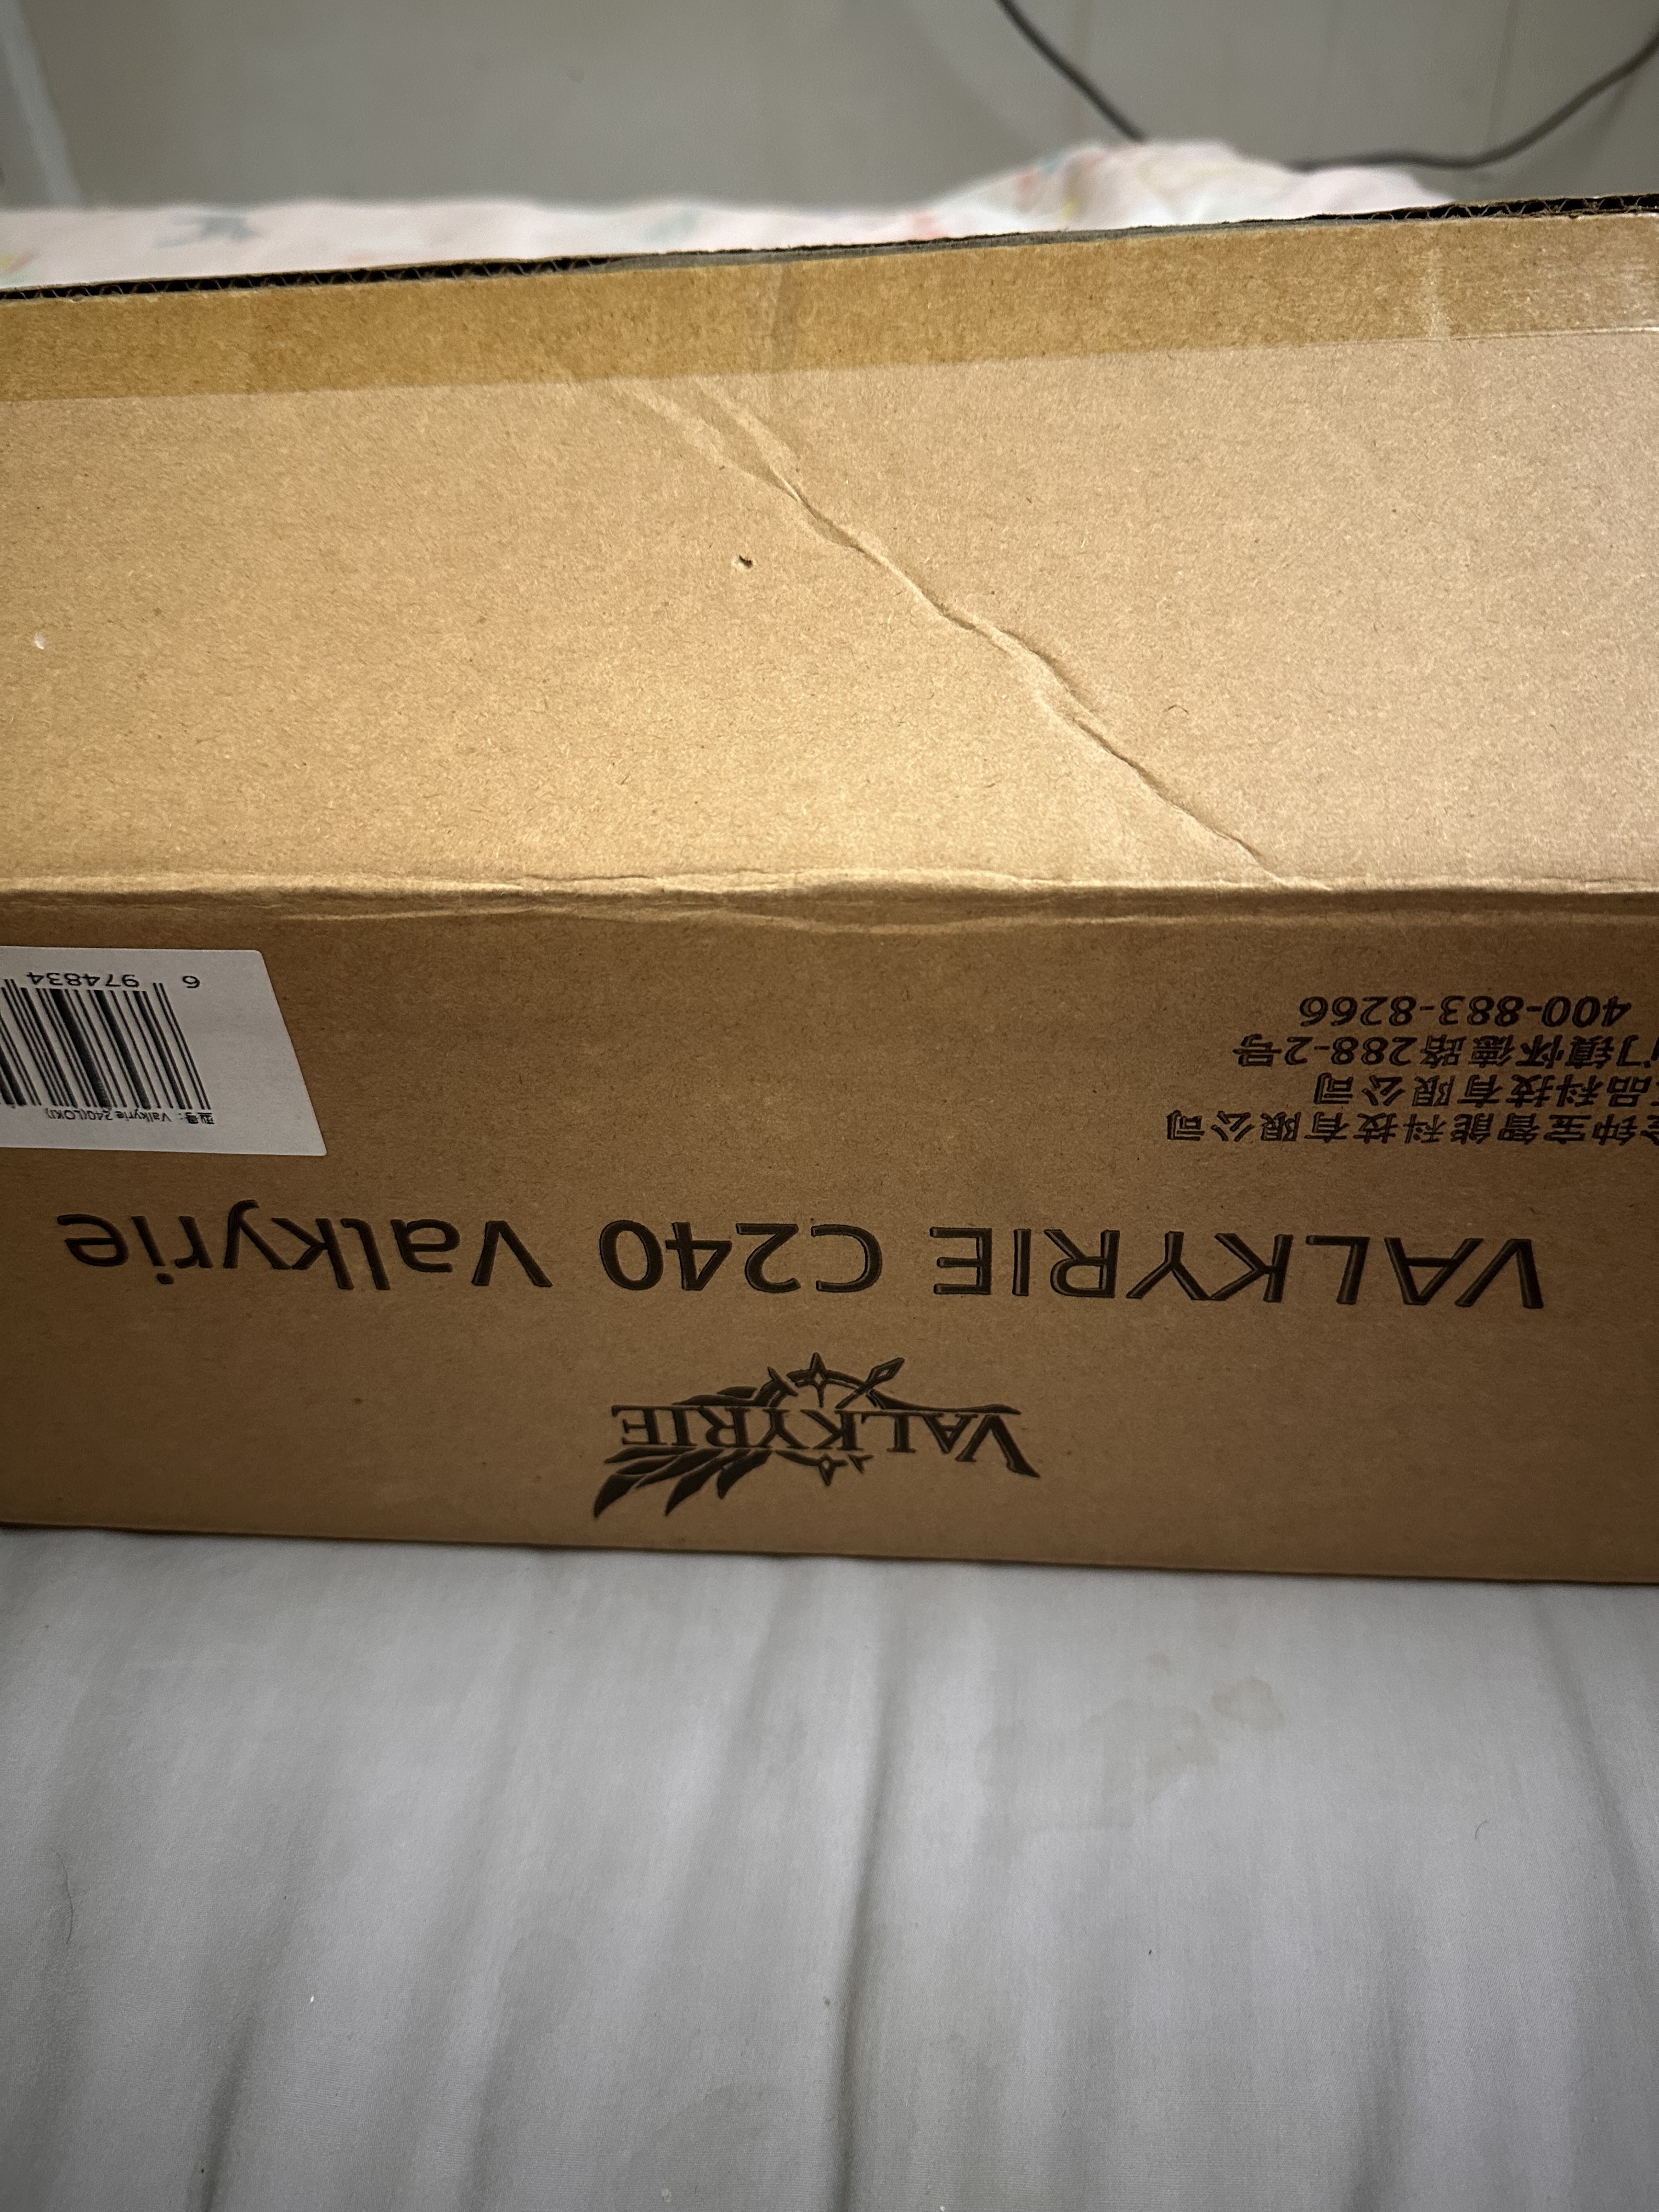 VALKYRIE
VALKYRIE C240 Valkyrie
钟宝智能科技有限公司
品科技有限公司
门镇怀德路288-2号
400-883-8266
型号: Valkyrie 240(LOKI)
6 974834